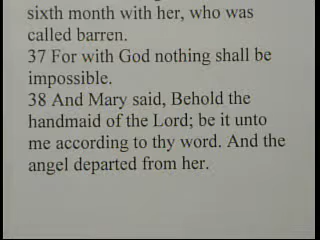 sixth month with her, who was
called barren.
37 For with God nothing shall be
impossible.
38 And Mary said, Behold the
handmaid of the Lord; be it unto
me according to thy word. And the
angel departed from her.